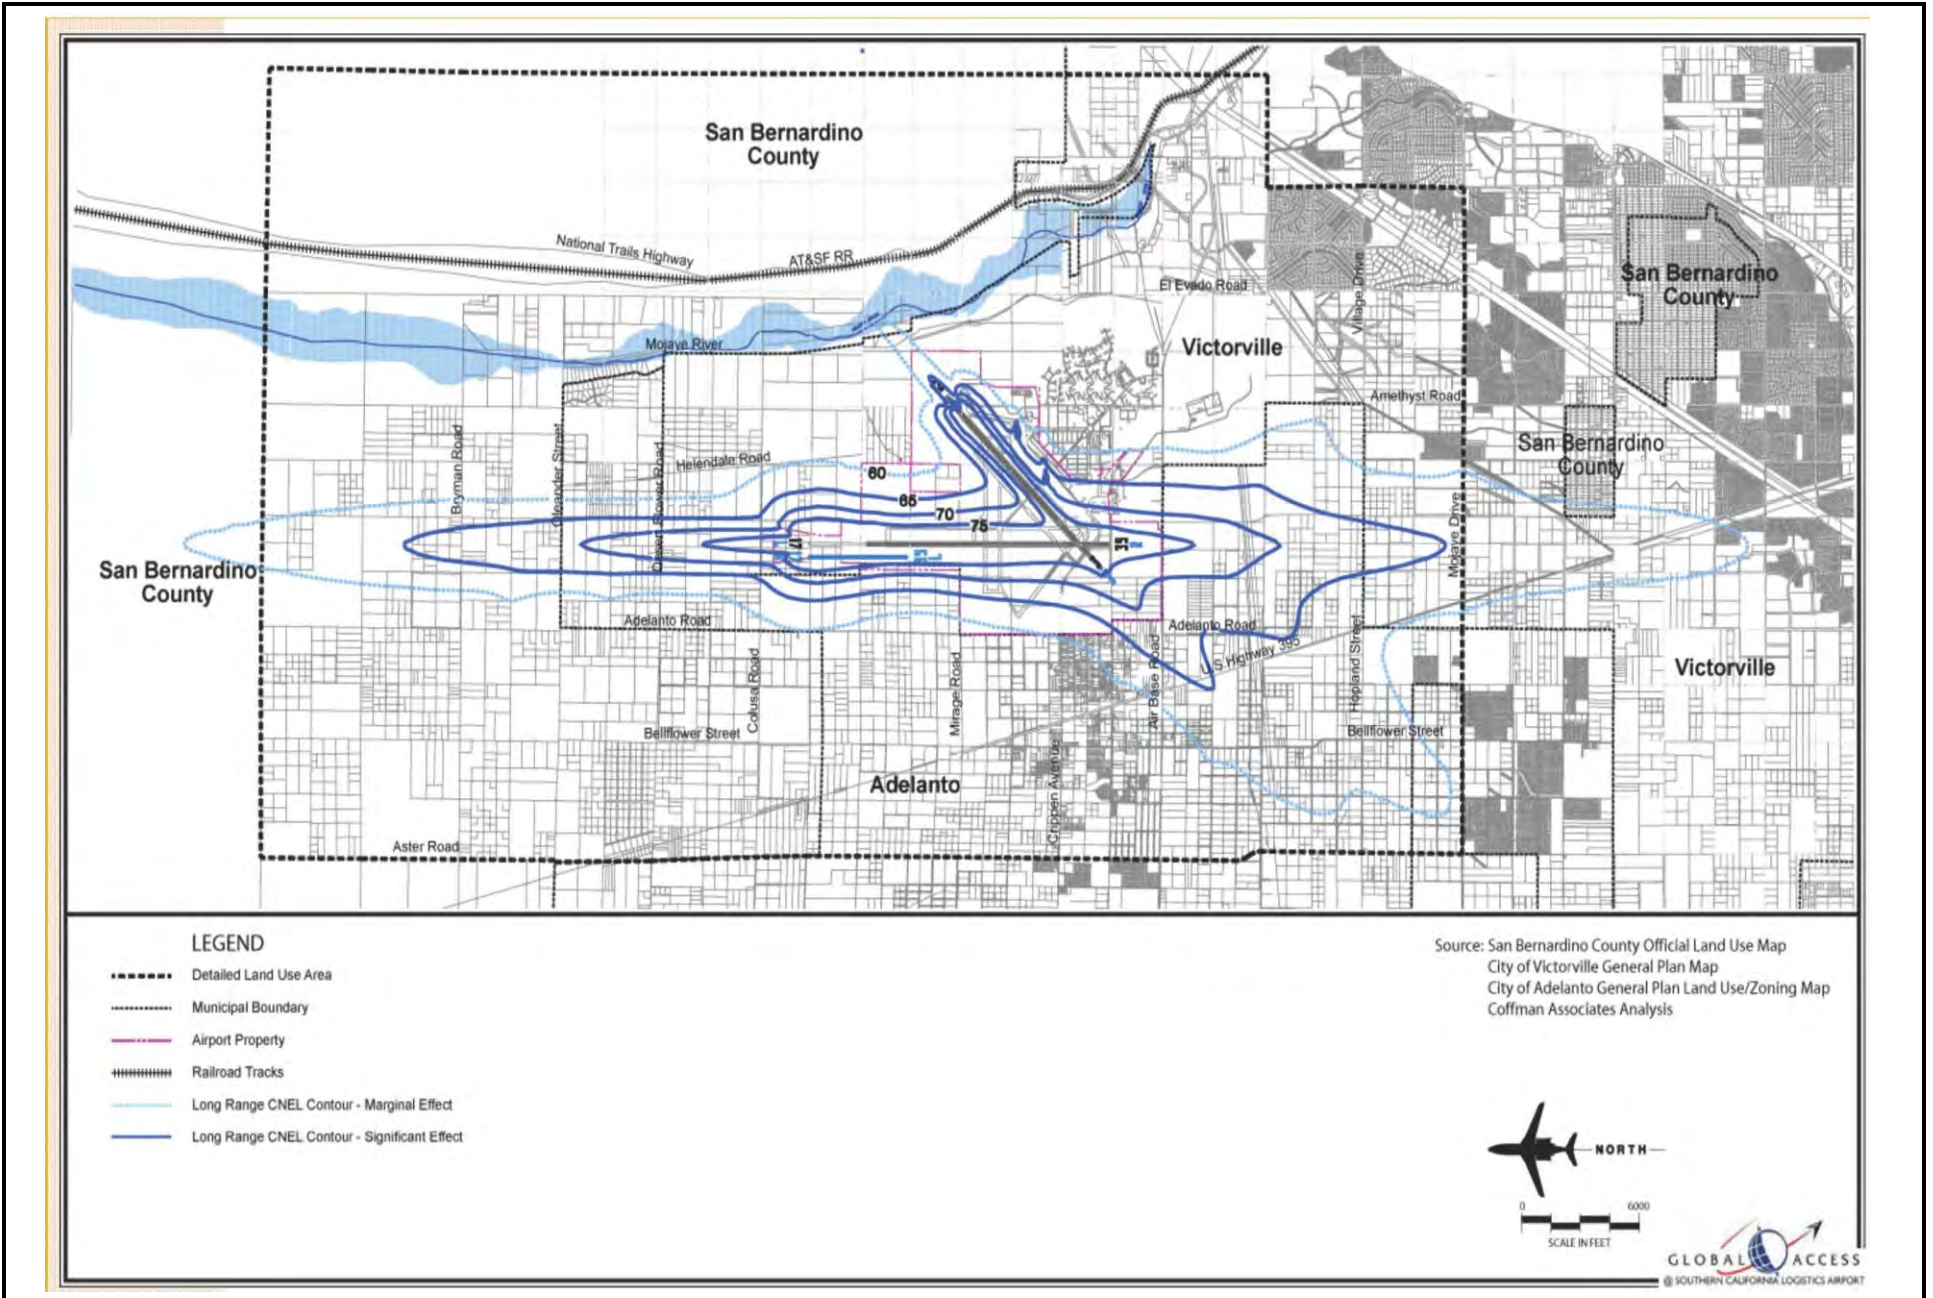 San Bernardino
County
National Trails Highway
AT&SF RR
El Evado Road
Village Drive
San Bernardino
County
Mojave River
Victorville
Amethyst Road
Bryman Road
Oleander Street
Desert Flower Road
Helendale Road
San Bernardino
County
60
65
70
75
17
35
Mojave Drive
San Bernardino
County
Adelanto Road
Adelanto Road
U S Highway 395
Hopland Street
Colusa Road
Mirage Road
Air Base Road
Victorville
Bellflower Street
Bellflower Street
Adelanto
Crippen Avenue
Aster Road
LEGEND
Detailed Land Use Area
Municipal Boundary
Airport Property
Railroad Tracks
Long Range CNEL Contour - Marginal Effect
Long Range CNEL Contour - Significant Effect
Source: San Bernardino County Official Land Use Map
City of Victorville General Plan Map
City of Adelanto General Plan Land Use/Zoning Map
Coffman Associates Analysis
NORTH
0 6000
SCALE IN FEET
GLOBAL ACCESS
@ SOUTHERN CALIFORNIA LOGISTICS AIRPORT